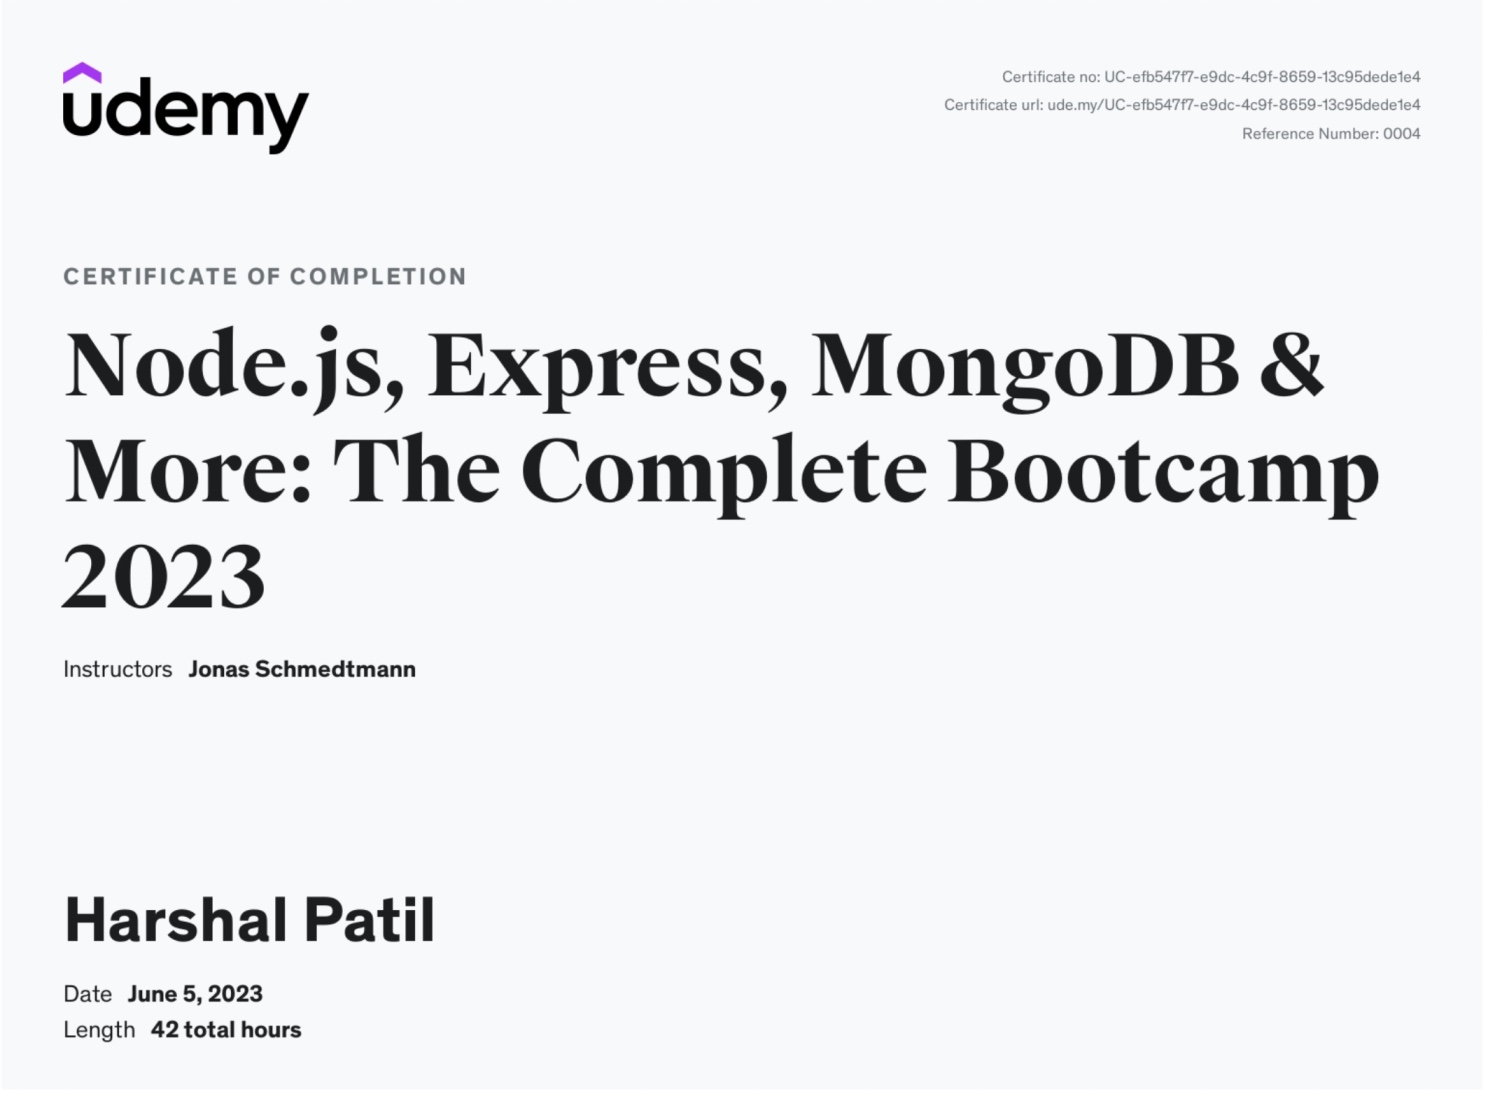 udemy
Certificate no: UC-efb547f7-e9dc-4c9f-8659-13c95dede1e4
Certificate url: ude.my/UC-efb547f7-e9dc-4c9f-8659-13c95dede1e4
Reference Number: 0004
CERTIFICATE OF COMPLETION
Node.js, Express, MongoDB &
More: The Complete Bootcamp
2023
Instructors Jonas Schmedtmann
Harshal Patil
Date June 5, 2023
Length 42 total hours